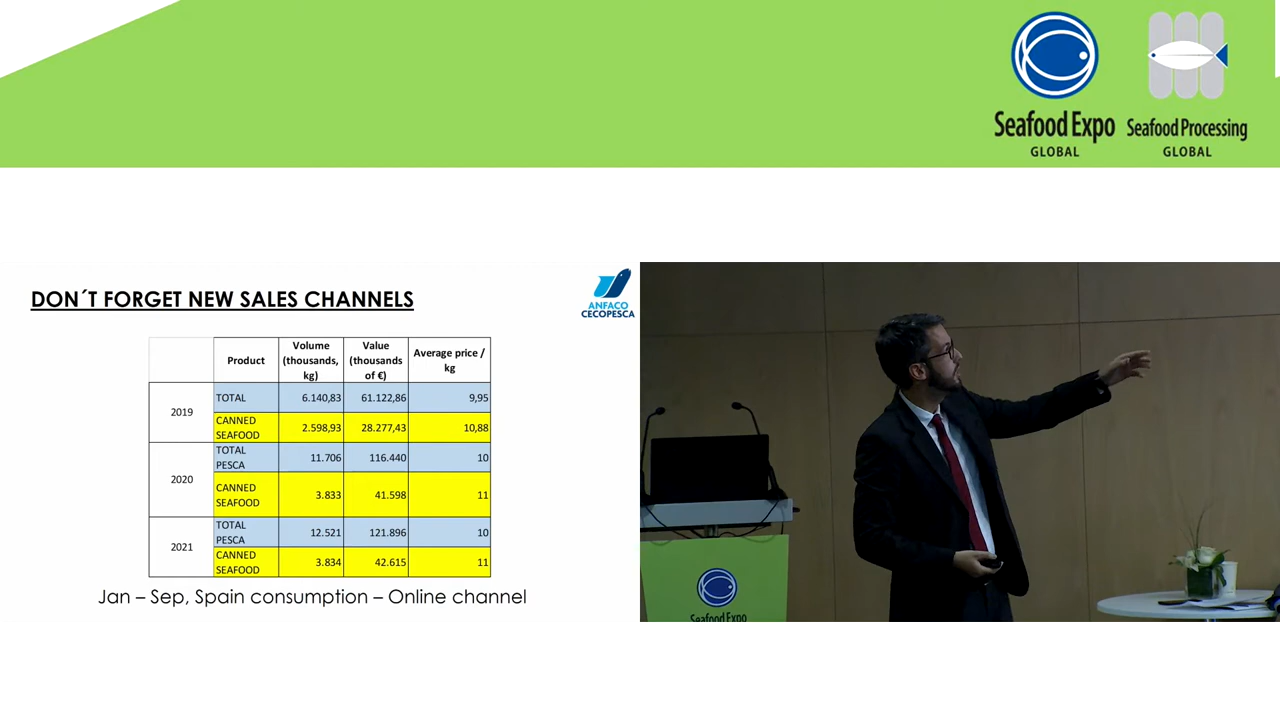 Seafood Expo
GLOBAL
Seafood Processing
GLOBAL
DON´T FORGET NEW SALES CHANNELS
ANFACO
CECOPESCA
Product Volume (thousands, kg) Value (thousands of €) Average price / kg
2019 TOTAL 6.140,83 61.122,86 9,95
CANNED SEAFOOD 2.598,93 28.277,43 10,88
2020 TOTAL PESCA 11.706 116.440 10
CANNED SEAFOOD 3.833 41.598 11
2021 TOTAL PESCA 12.521 121.896 10
CANNED SEAFOOD 3.834 42.615 11
Jan – Sep, Spain consumption – Online channel
Seafood Expo